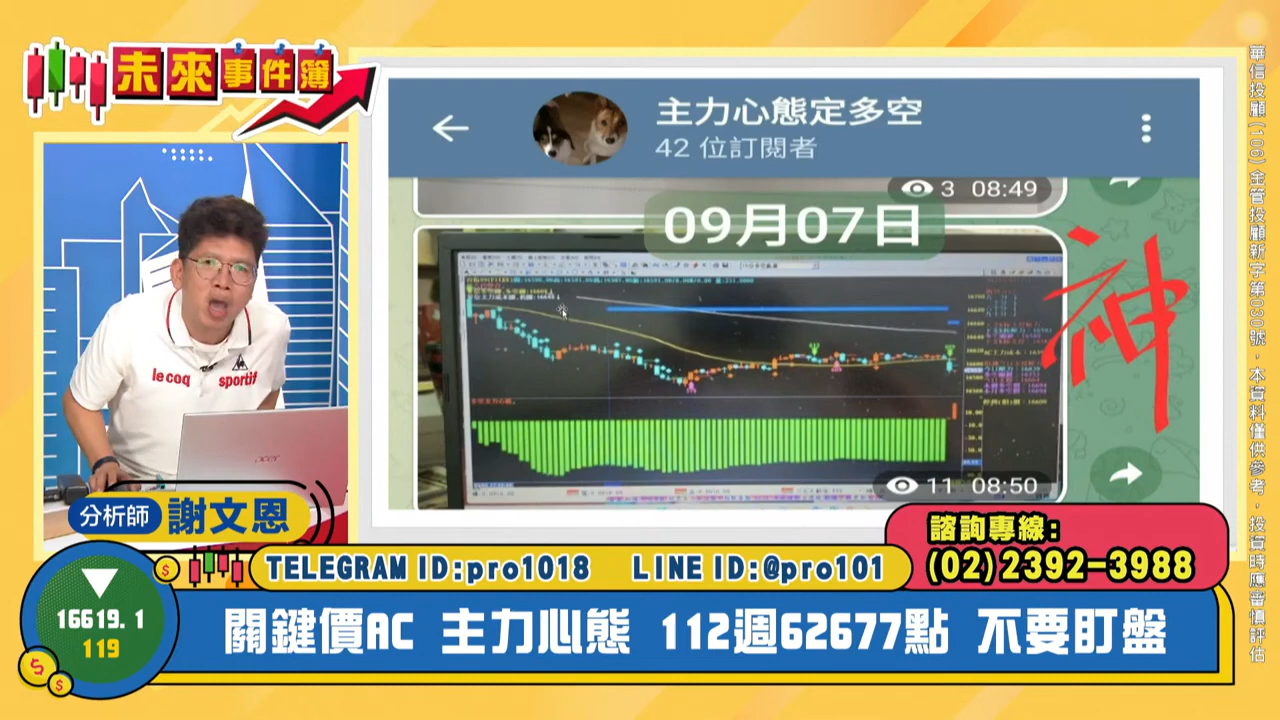 未來事件簿
主力心態定多空
42 位訂閱者
3 08:49
09月07日
神
11 08:50
le coq sportif
acer
分析師 謝文恩
諮詢專線:
(02)2392-3988
TELEGRAM ID:pro1018 LINE ID:@pro101
16619.1
119
關鍵價AC 主力心態 112週62677點 不要盯盤
華信投顧(106)金管投顧新字第030號,本資料僅供參考,投資時應審慎評估